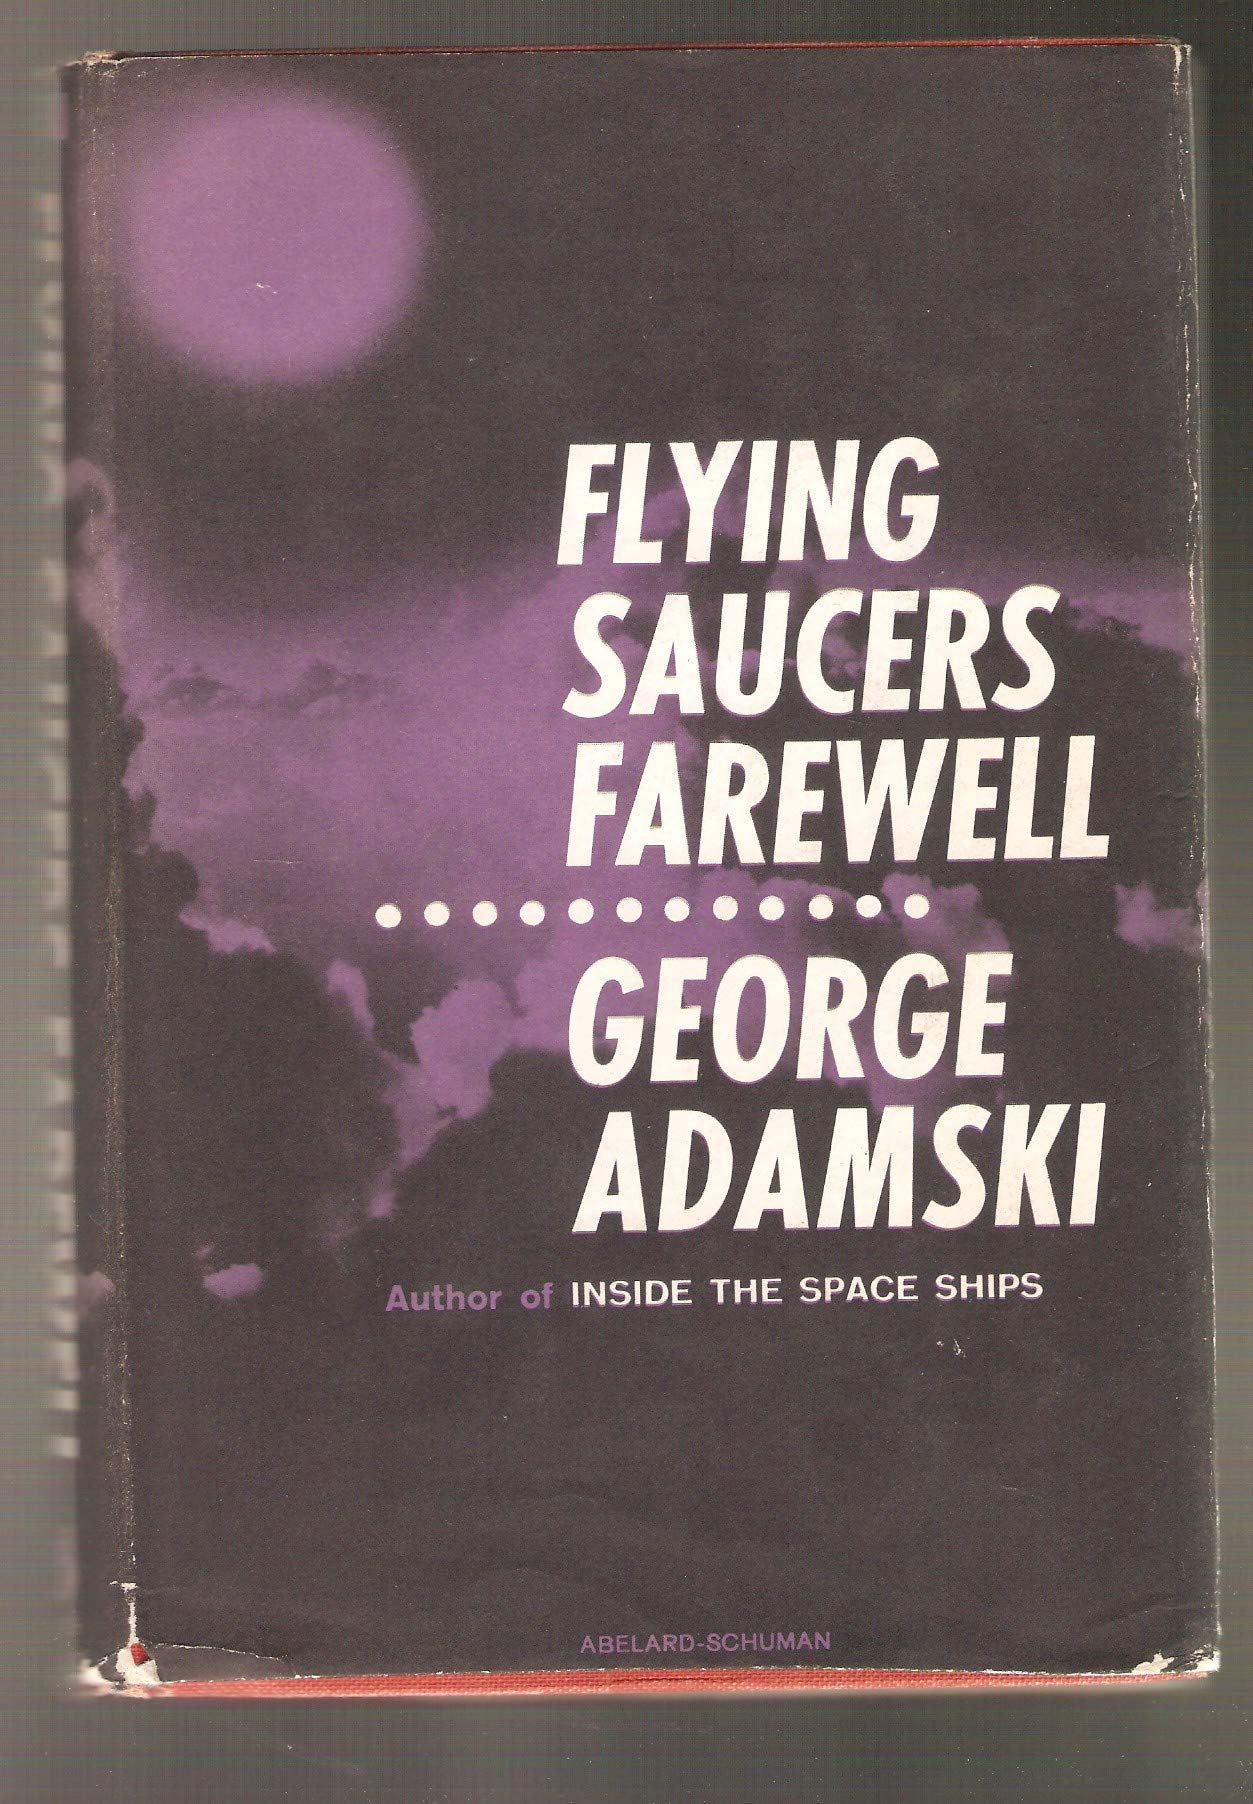 FLYING
SAUCERS
FAREWELL
GEORGE
ADAMSKI
Author of INSIDE THE SPACE SHIPS
ABELARD-SCHUMAN